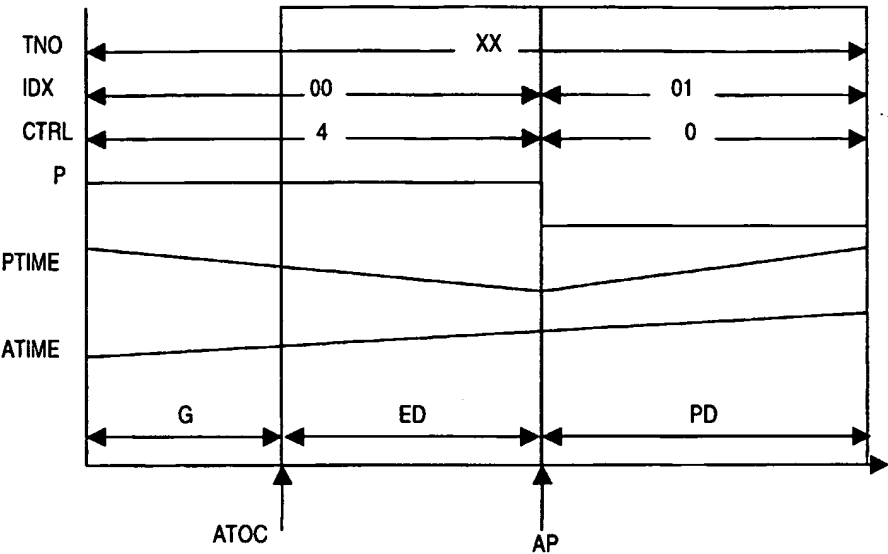 TNO XX
IDX 00 01
CTRL 4 0
P
PTIME
ATIME
G ED PD
ATOC AP